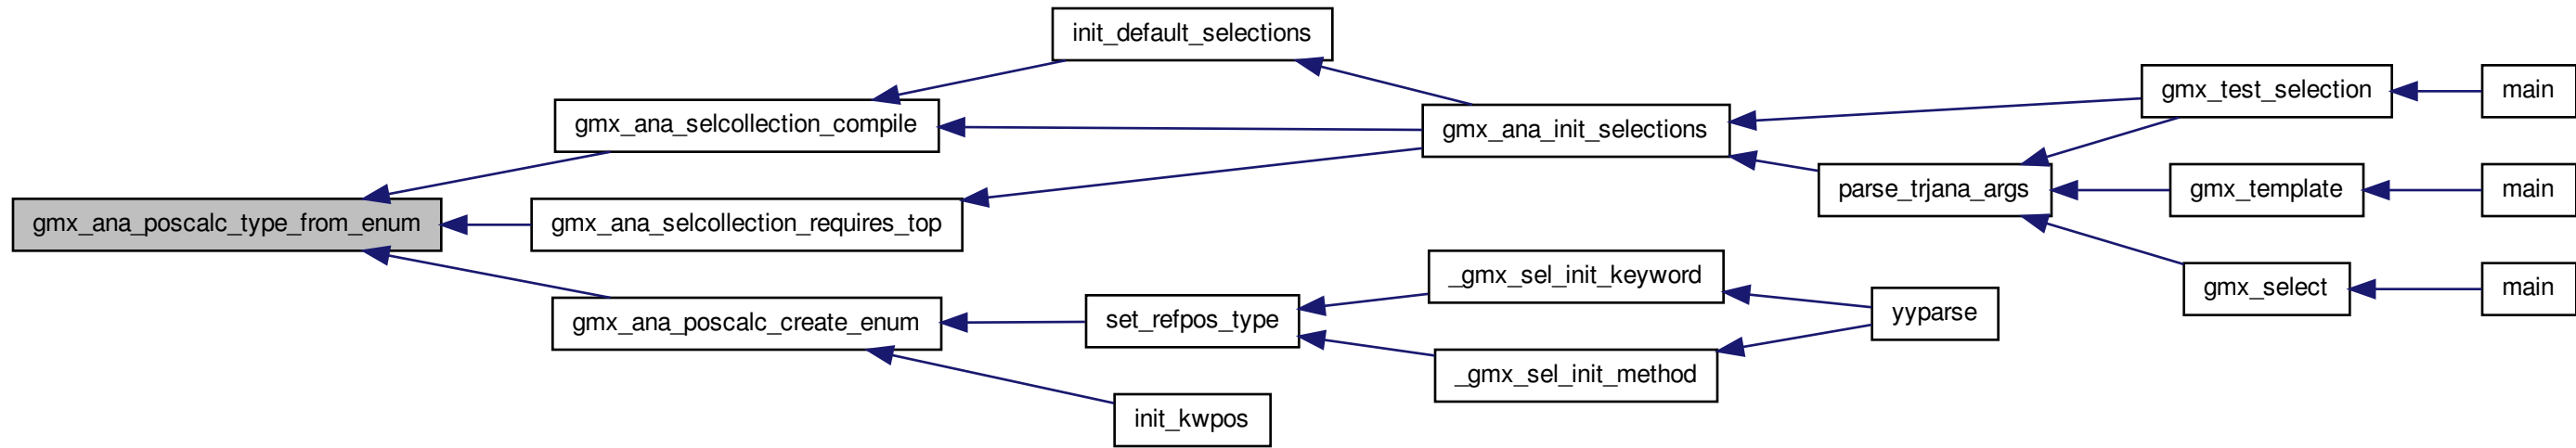 gmx_ana_poscalc_type_from_enum
gmx_ana_selcollection_compile
gmx_ana_selcollection_requires_top
gmx_ana_poscalc_create_enum
init_default_selections
set_refpos_type
init_kwpos
gmx_ana_init_selections
_gmx_sel_init_keyword
_gmx_sel_init_method
parse_trjana_args
yyparse
gmx_test_selection
gmx_template
gmx_select
main
main
main